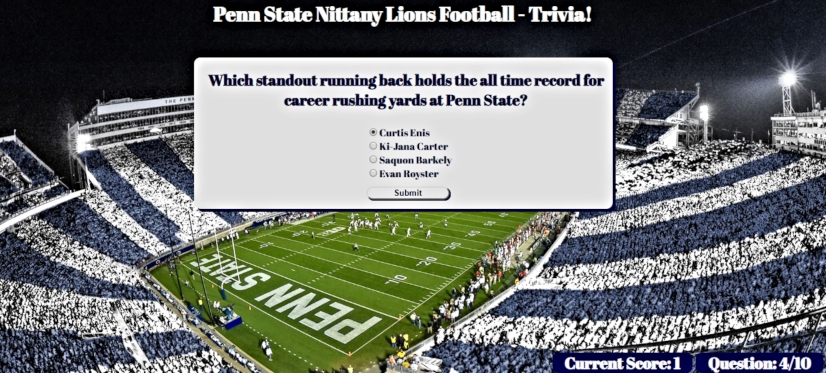 Penn State Nittany Lions Football - Trivia!
Which standout running back holds the all time record for
career rushing yards at Penn State?
Curtis Enis
Ki-Jana Carter
Saquon Barkely
Evan Royster
Submit
THE PENN
PENN STATE
Current Score: 1
Question: 4/10